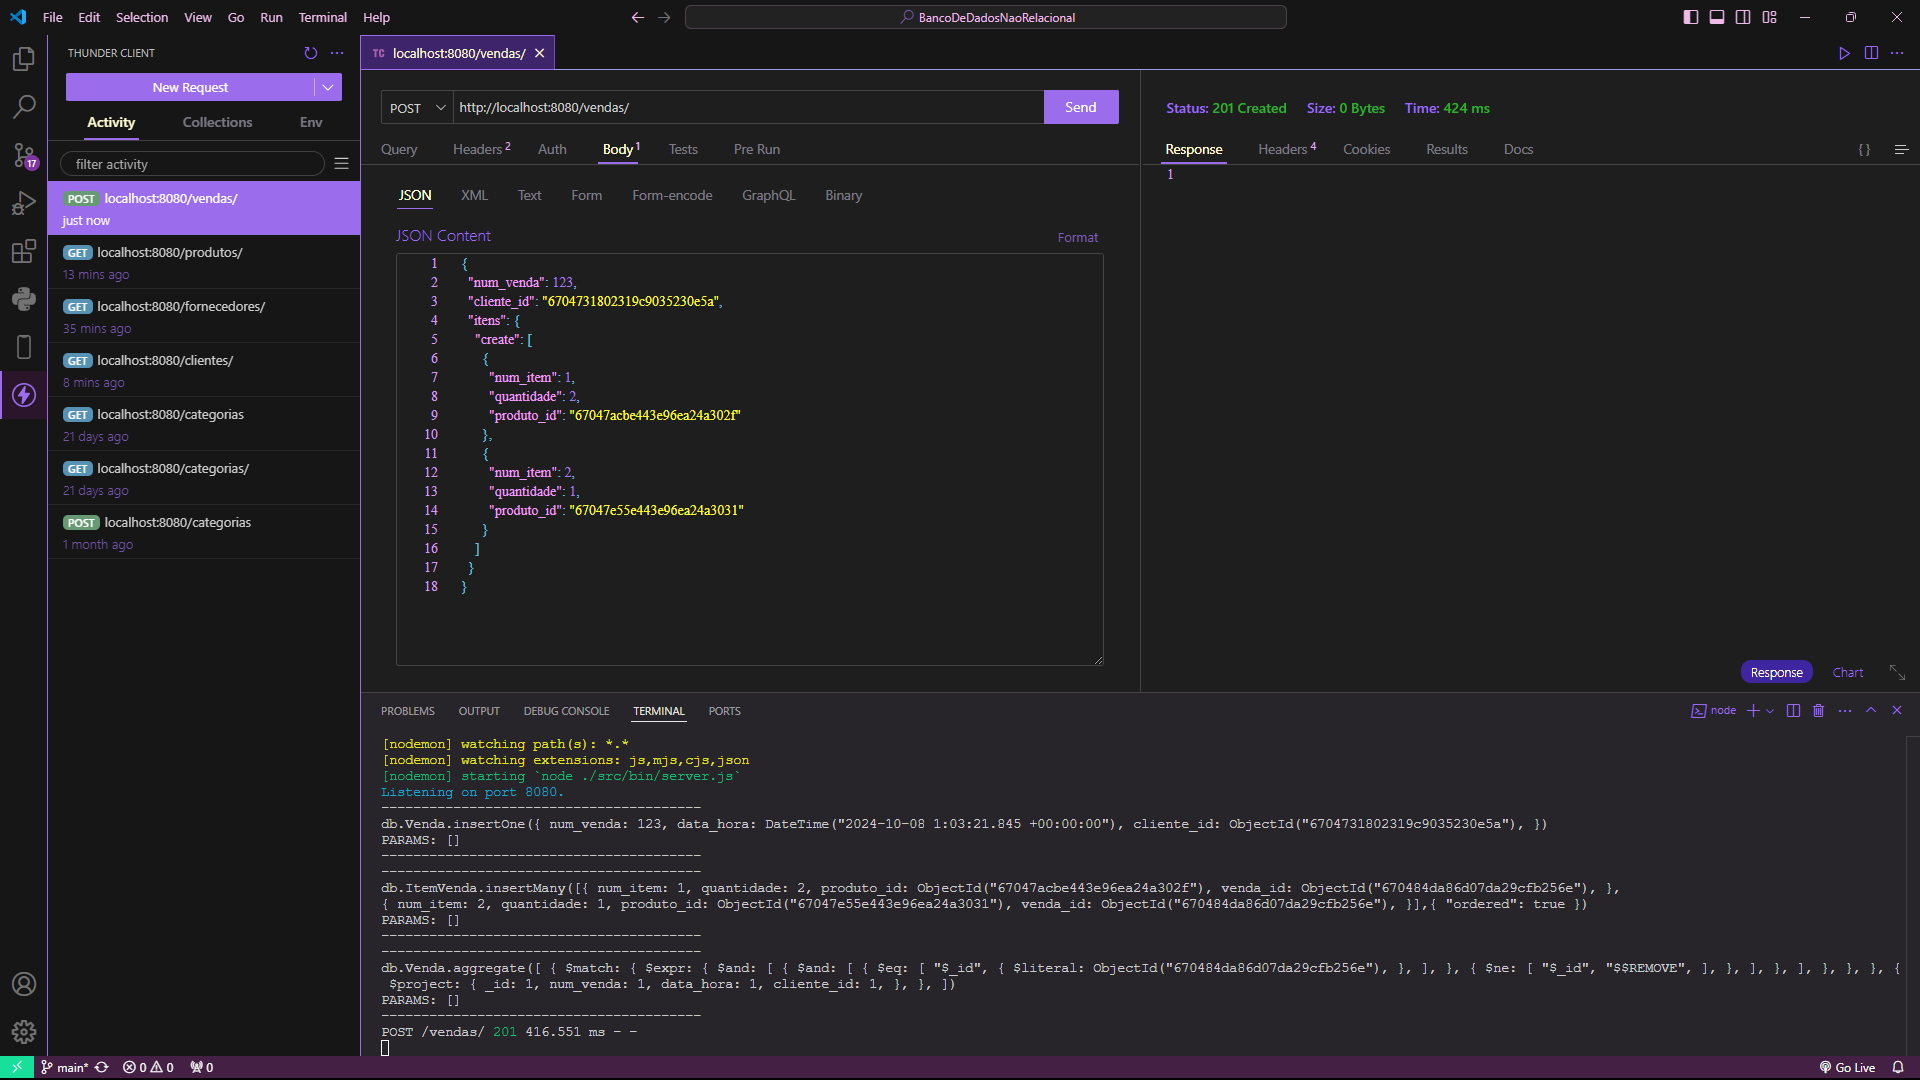 File Edit Selection View Go Run Terminal Help
BancoDeDadosNaoRelacional
THUNDER CLIENT
New Request
Activity Collections Env
filter activity
POST localhost:8080/vendas/
just now
GET localhost:8080/produtos/
13 mins ago
GET localhost:8080/fornecedores/
35 mins ago
GET localhost:8080/clientes/
8 mins ago
GET localhost:8080/categorias
21 days ago
GET localhost:8080/categorias/
21 days ago
POST localhost:8080/categorias
1 month ago
17
TC localhost:8080/vendas/
POST http://localhost:8080/vendas/ Send
Query Headers 2 Auth Body 1 Tests Pre Run
JSON XML Text Form Form-encode GraphQL Binary
JSON Content Format
1 {
2 "num_venda": 123,
3 "cliente_id": "6704731802319c9035230e5a",
4 "itens": {
5 "create": [
6 {
7 "num_item": 1,
8 "quantidade": 2,
9 "produto_id": "67047acbe443e96ea24a302f"
10 },
11 {
12 "num_item": 2,
13 "quantidade": 1,
14 "produto_id": "67047e55e443e96ea24a3031"
15 }
16 ]
17 }
18 }
Status: 201 Created Size: 0 Bytes Time: 424 ms
Response Headers 4 Cookies Results Docs { }
1
Response Chart
PROBLEMS OUTPUT DEBUG CONSOLE TERMINAL PORTS
node
[nodemon] watching path(s): *.*
[nodemon] watching extensions: js,mjs,cjs,json
[nodemon] starting `node ./src/bin/server.js`
Listening on port 8080.
----------------------------------------
db.Venda.insertOne({ num_venda: 123, data_hora: DateTime("2024-10-08 1:03:21.845 +00:00:00"), cliente_id: ObjectId("6704731802319c9035230e5a"), })
PARAMS: []
----------------------------------------
----------------------------------------
db.ItemVenda.insertMany([{ num_item: 1, quantidade: 2, produto_id: ObjectId("67047acbe443e96ea24a302f"), venda_id: ObjectId("670484da86d07da29cfb256e"), },
{ num_item: 2, quantidade: 1, produto_id: ObjectId("67047e55e443e96ea24a3031"), venda_id: ObjectId("670484da86d07da29cfb256e"), }],{ "ordered": true })
PARAMS: []
----------------------------------------
----------------------------------------
db.Venda.aggregate([ { $match: { $expr: { $and: [ { $and: [ { $eq: [ "$_id", { $literal: ObjectId("670484da86d07da29cfb256e"), }, ], }, { $ne: [ "$_id", "$$REMOVE", ], }, ], }, ], }, }, }, {
$project: { _id: 1, num_venda: 1, data_hora: 1, cliente_id: 1, }, }, ])
PARAMS: []
----------------------------------------
POST /vendas/ 201 416.551 ms - -
main* 0 0 0 Go Live